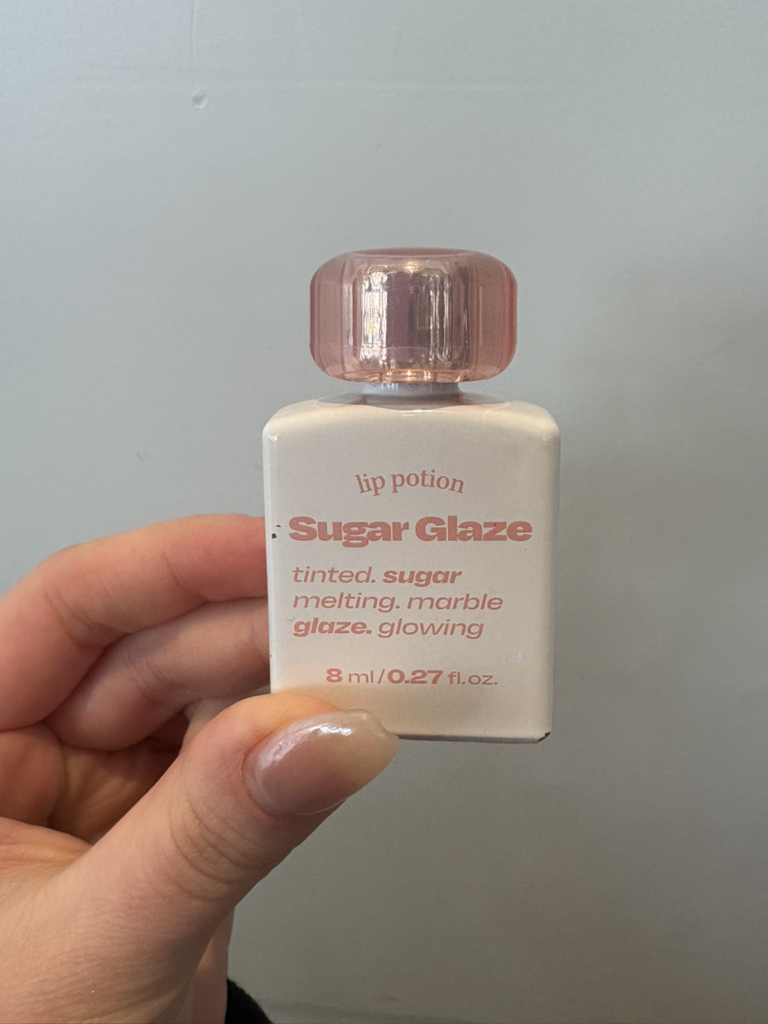 lip potion
Sugar Glaze
tinted. sugar
melting. marble
glaze. glowing
8 ml/0.27 fl.oz.